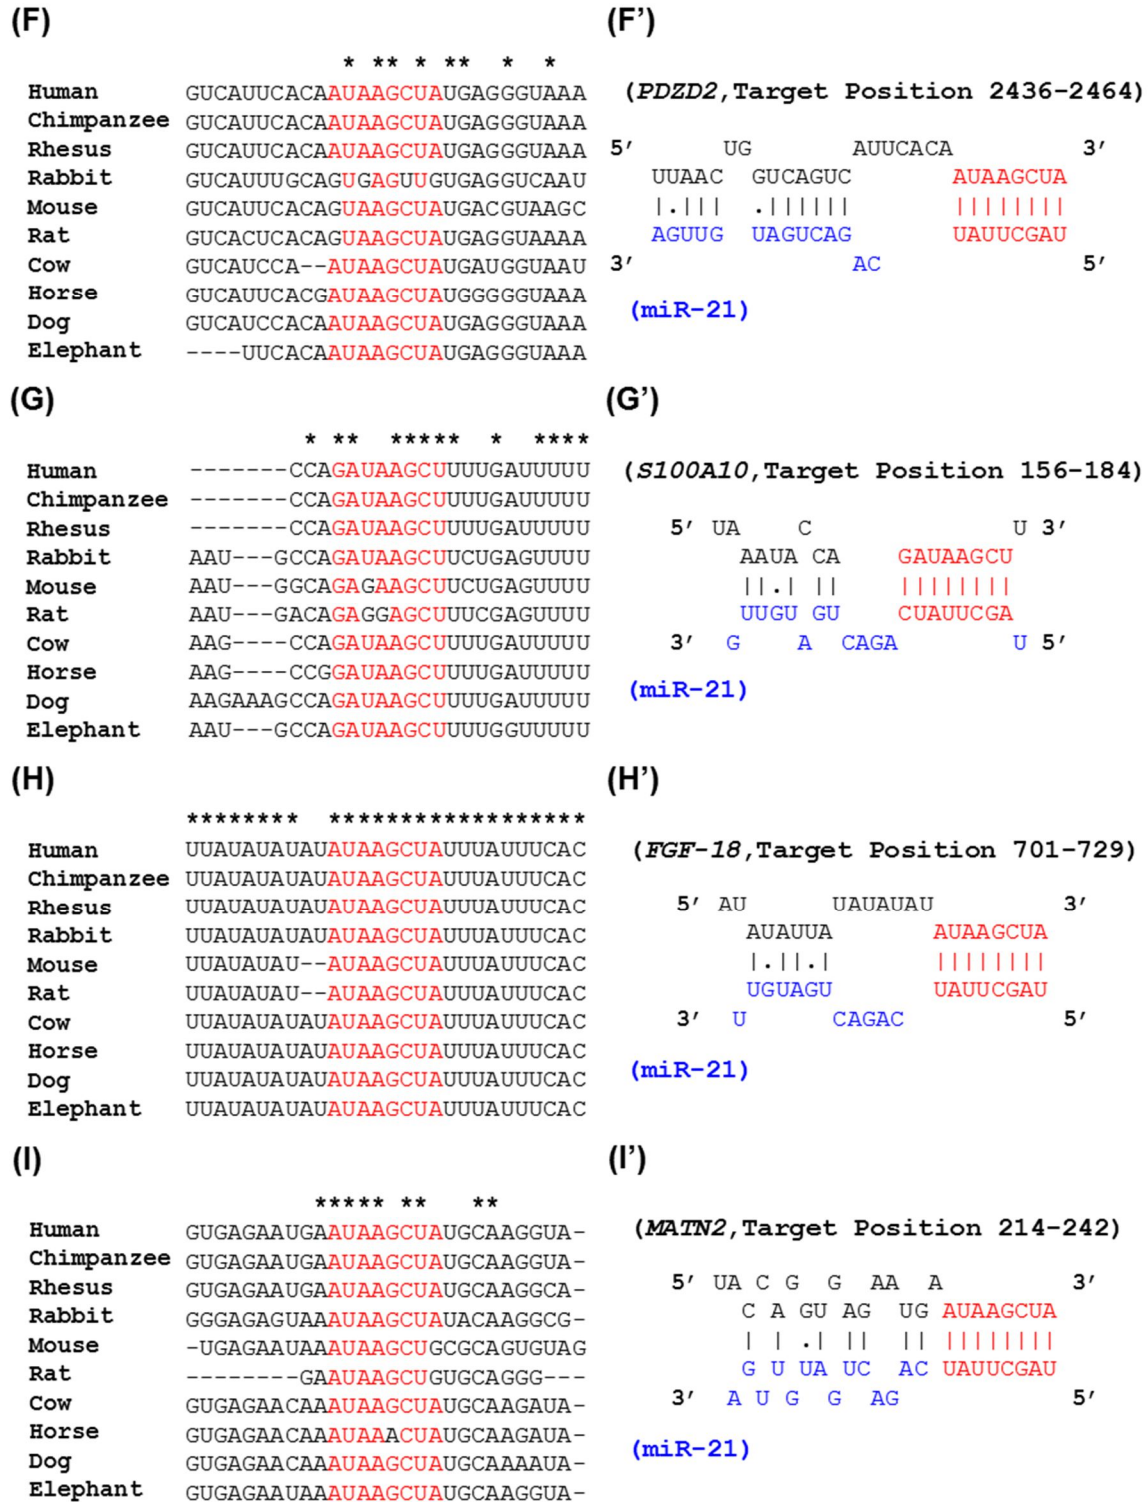 (F)
* ** * ** * *
Human GUCAUUCACAAUAAGCUAUGAGGGUAAA
Chimpanzee GUCAUUCACAAUAAGCUAUGAGGGUAAA
Rhesus GUCAUUCACAAUAAGCUAUGAGGGUAAA
Rabbit GUCAUUUGCAGUGAGUUGUGAGGUCAAU
Mouse GUCAUUCACAGUAAGCUAUGACGUAAGC
Rat GUCACUCACAGUAAGCUAUGAGGUAAAA
Cow GUCAUCCA--AUAAGCUAUGAUGGUAAU
Horse GUCAUUCACGAUAAGCUAUGGGGGUAAA
Dog GUCAUCCACAAUAAGCUAUGAGGGUAAA
Elephant ----UUCACAAUAAGCUAUGAGGGUAAA
(F')
(PDZD2,Target Position 2436-2464)
5' UG AUUCACA 3'
UUAAC GUCAGUC AUAAGCUA
|.||| .|||||| ||||||||
AGUUG UAGUCAG UAUUCGAU
3' AC 5'
(miR-21)
(G)
* ** ***** * ****
Human -------CCAGAUAAGCUUUUGAUUUUU
Chimpanzee -------CCAGAUAAGCUUUUGAUUUUU
Rhesus -------CCAGAUAAGCUUUUGAUUUUU
Rabbit AAU---GCCAGAUAAGCUUCUGAGUUUU
Mouse AAU---GGCAGAGAAGCUUCUGAGUUUU
Rat AAU---GACAGAGGAGCUUUCGAGUUUU
Cow AAG----CCAGAUAAGCUUUUGAUUUUU
Horse AAG----CCGGAUAAGCUUUUGAUUUUU
Dog AAGAAAGCCAGAUAAGCUUUUGAUUUUU
Elephant AAU---GCCAGAUAAGCUUUUGGUUUUU
(G')
(S100A10,Target Position 156-184)
5' UA C U 3'
AAUA CA GAUAAGCU
||.| || ||||||||
UUGU GU CUAUUCGA
3' G A CAGA U 5'
(miR-21)
(H)
******** ******************
Human UUAUAUAUAUAUAAGCUAUUUAUUUCAC
Chimpanzee UUAUAUAUAUAUAAGCUAUUUAUUUCAC
Rhesus UUAUAUAUAUAUAAGCUAUUUAUUUCAC
Rabbit UUAUAUAUAUAUAAGCUAUUUAUUUCAC
Mouse UUAUAUAU--AUAAGCUAUUUAUUUCAC
Rat UUAUAUAU--AUAAGCUAUUUAUUUCAC
Cow UUAUAUAUAUAUAAGCUAUUUAUUUCAC
Horse UUAUAUAUAUAUAAGCUAUUUAUUUCAC
Dog UUAUAUAUAUAUAAGCUAUUUAUUUCAC
Elephant UUAUAUAUAUAUAAGCUAUUUAUUUCAC
(H')
(FGF-18,Target Position 701-729)
5' AU UAUAUAU 3'
AUAUUA AUAAGCUA
|.||.| ||||||||
UGUAGU UAUUCGAU
3' U CAGAC 5'
(miR-21)
(I)
***** ** **
Human GUGAGAAUGAAUAAGCUAUGCAAGGUA-
Chimpanzee GUGAGAAUGAAUAAGCUAUGCAAGGUA-
Rhesus GUGAGAAUGAAUAAGCUAUGCAAGGCA-
Rabbit GGGAGAGUAAAUAAGCUAUACAAGGCG-
Mouse -UGAGAAUAAAUAAGCUGCGCAGUGUAG
Rat --------GAAUAAGCUGUGCAGGG---
Cow GUGAGAACAAAUAAGCUAUGCAAGAUA-
Horse GUGAGAACAAAUAAACUAUGCAAGAUA-
Dog GUGAGAACAAAUAAGCUAUGCAAAAUA-
Elephant GUGAGAAUAAAUAAGCUAUGCAAGGUA-
(I')
(MATN2,Target Position 214-242)
5' UA C G G AA A 3'
C A GU AG UG AUAAGCUA
| | .| || || ||||||||
G U UA UC AC UAUUCGAU
3' A U G G AG 5'
(miR-21)